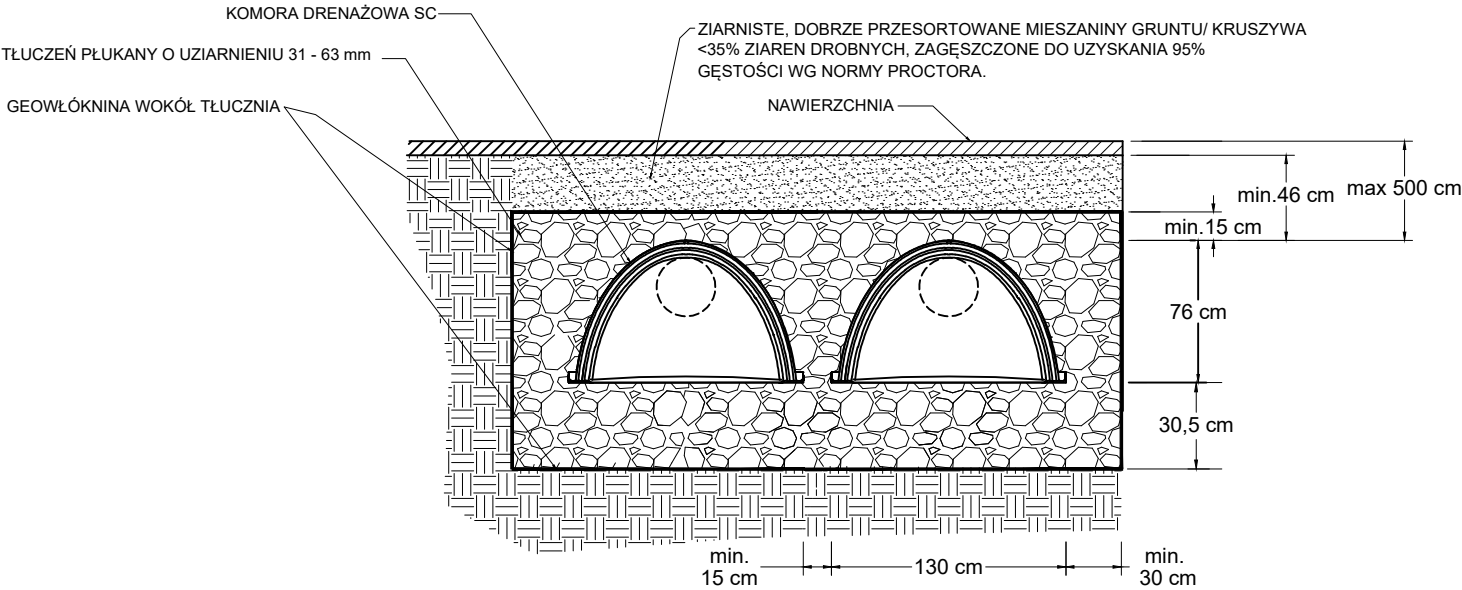 KOMORA DRENAŻOWA SC
TŁUCZEŃ PŁUKANY O UZIARNIENIU 31 - 63 mm
GEOWŁÓKNINA WOKÓŁ TŁUCZNIA
ZIARNISTE, DOBRZE PRZESORTOWANE MIESZANINY GRUNTU/ KRUSZYWA
<35% ZIAREN DROBNYCH, ZAGĘSZCZONE DO UZYSKANIA 95%
GĘSTOŚCI WG NORMY PROCTORA.
NAWIERZCHNIA
min.46 cm
max 500 cm
min.15 cm
76 cm
30,5 cm
min.
15 cm
130 cm
min.
30 cm